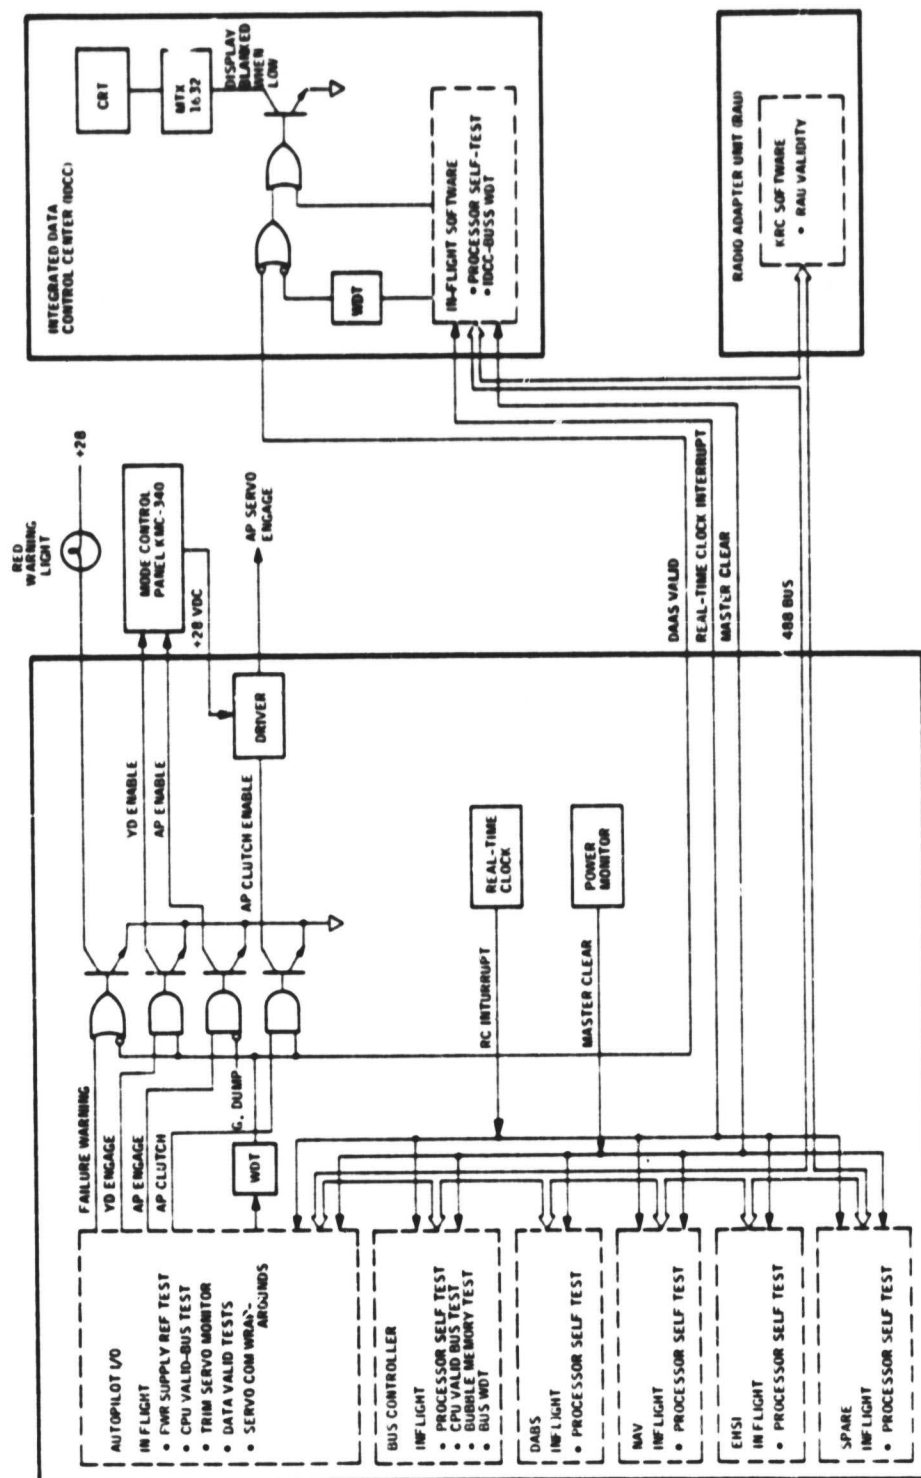 AUTOPILOT I/O
INFLIGHT
• PWR SUPPLY REF TEST
• CPU VALID-BUS TEST
• TRIM SERVO MONITOR
• DATA VALID TESTS
• SERVO COM WRAP-
AROUNDS
BUS CONTROLLER
INFLIGHT
• PROCESSOR SELF TEST
• CPU VALID BUS TEST
• BUBBLE MEMORY TEST
• BUS WDT
DABS
INFLIGHT
• PROCESSOR SELF TEST
NAV
INFLIGHT
• PROCESSOR SELF TEST
EHSI
INFLIGHT
• PROCESSOR SELF TEST
SPARE
INFLIGHT
• PROCESSOR SELF TEST
FAILURE WARNING
YD ENGAGE
AP ENGAGE
AP CLUTCH
G. DUMP
WDT
RC INTURRUPT
MASTER CLEAR
REAL-TIME
CLOCK
POWER
MONITOR
YD ENABLE
AP ENABLE
AP CLUTCH ENABLE
DRIVER
+28 VDC
RED
WARNING
LIGHT
+28
MODE CONTROL
PANEL KMC-340
AP SERVO
ENGAGE
DAAS VALID
REAL-TIME CLOCK INTERRUPT
MASTER CLEAR
488 BUS
INTEGRATED DATA
CONTROL CENTER (IDCC)
CRT
MTX
1632
DISPLAY
BLANKED
WHEN
LOW
WDT
IN-FLIGHT SOFTWARE
• PROCESSOR SELF-TEST
• IDCC-BUSS WDT
RADIO ADAPTER UNIT (RAU)
KRC SOFTWARE
• RAU VALIDITY